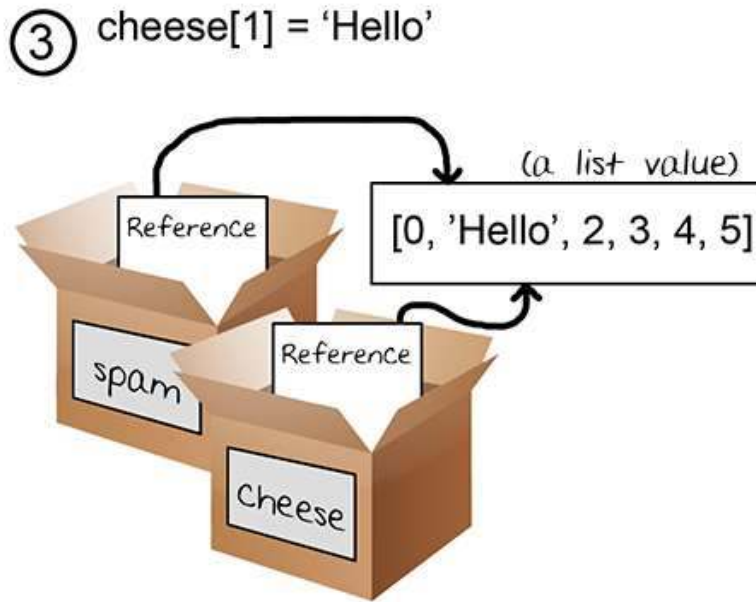 ③ cheese[1] = ‘Hello’
(a list value)
Reference
[0, ’Hello’, 2, 3, 4, 5]
Reference
spam
Cheese